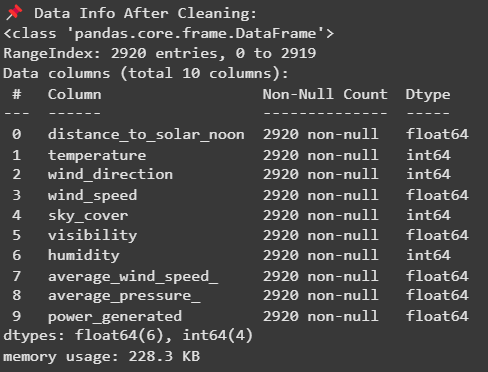 📌 Data Info After Cleaning:
<class 'pandas.core.frame.DataFrame'>
RangeIndex: 2920 entries, 0 to 2919
Data columns (total 10 columns):
 #   Column                  Non-Null Count  Dtype
---  ------                  --------------  -----
 0   distance_to_solar_noon  2920 non-null   float64
 1   temperature             2920 non-null   int64
 2   wind_direction          2920 non-null   int64
 3   wind_speed              2920 non-null   float64
 4   sky_cover               2920 non-null   int64
 5   visibility              2920 non-null   float64
 6   humidity                2920 non-null   int64
 7   average_wind_speed_     2920 non-null   float64
 8   average_pressure_       2920 non-null   float64
 9   power_generated         2920 non-null   float64
dtypes: float64(6), int64(4)
memory usage: 228.3 KB